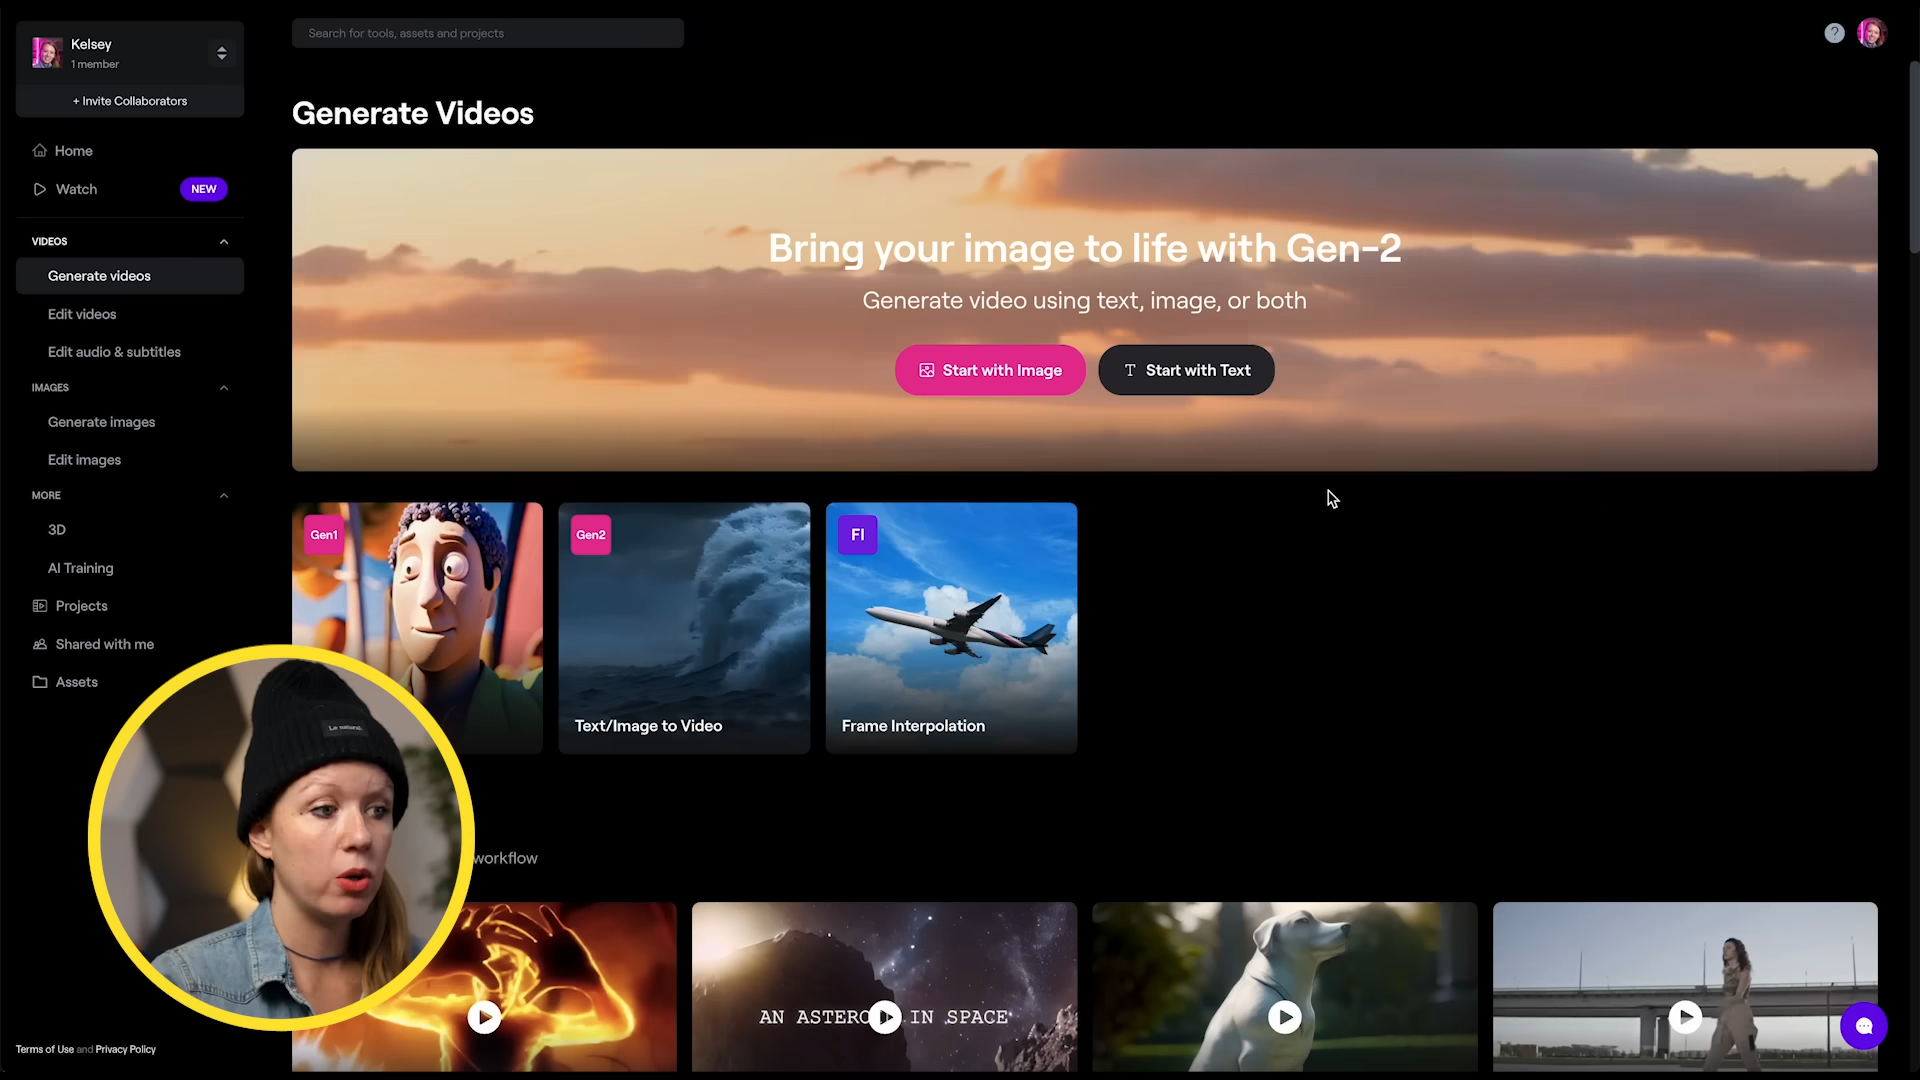 Kelsey
1 member
+ Invite Collaborators
Home
Watch
NEW
VIDEOS
Generate videos
Edit videos
Edit audio & subtitles
IMAGES
Generate images
Edit images
MORE
3D
AI Training
Projects
Shared with me
Assets
Terms of Use and Privacy Policy
Search for tools, assets and projects
?
Generate Videos
Bring your image to life with Gen-2
Generate video using text, image, or both
Start with Image
T Start with Text
Gen1
Gen2
Text/Image to Video
FI
Frame Interpolation
workflow
AN ASTERO IN SPACE